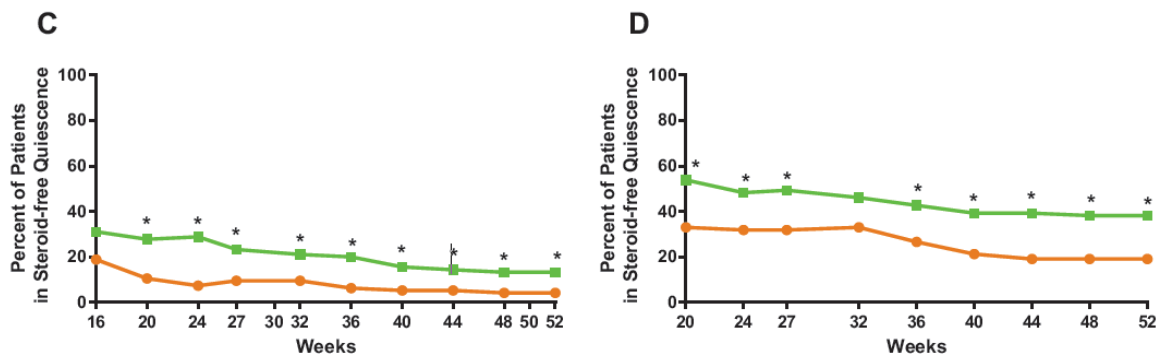 C
Percent of Patients
in Steroid-free Quiescence
100
80
60
40
20
0
* * * * * * * * *
16 20 24 27 30 32 36 40 44 48 50 52
Weeks
D
Percent of Patients
in Steroid-free Quiescence
100
80
60
40
20
0
* * * * * * * *
20 24 27 32 36 40 44 48 52
Weeks